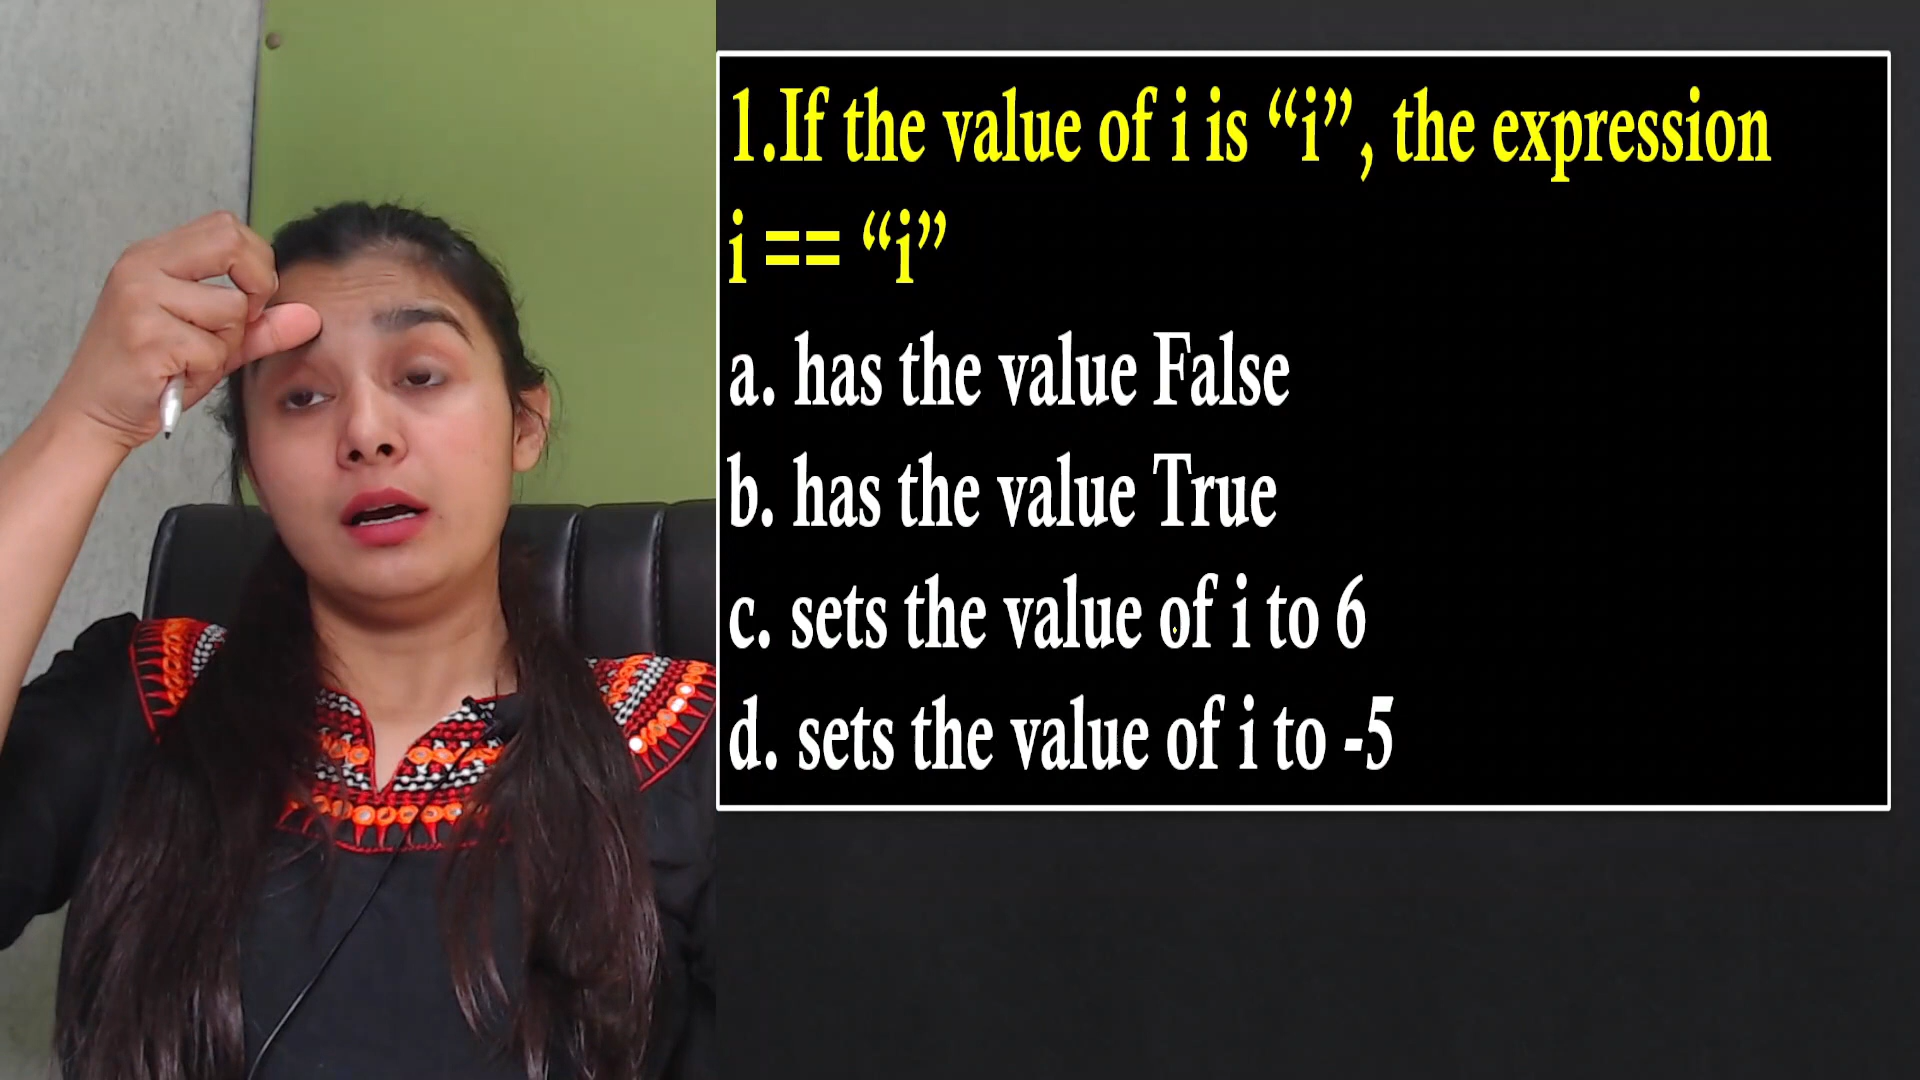 1.If the value of i is “i”, the expression
i == “i”
a. has the value False
b. has the value True
c. sets the value of i to 6
d. sets the value of i to -5